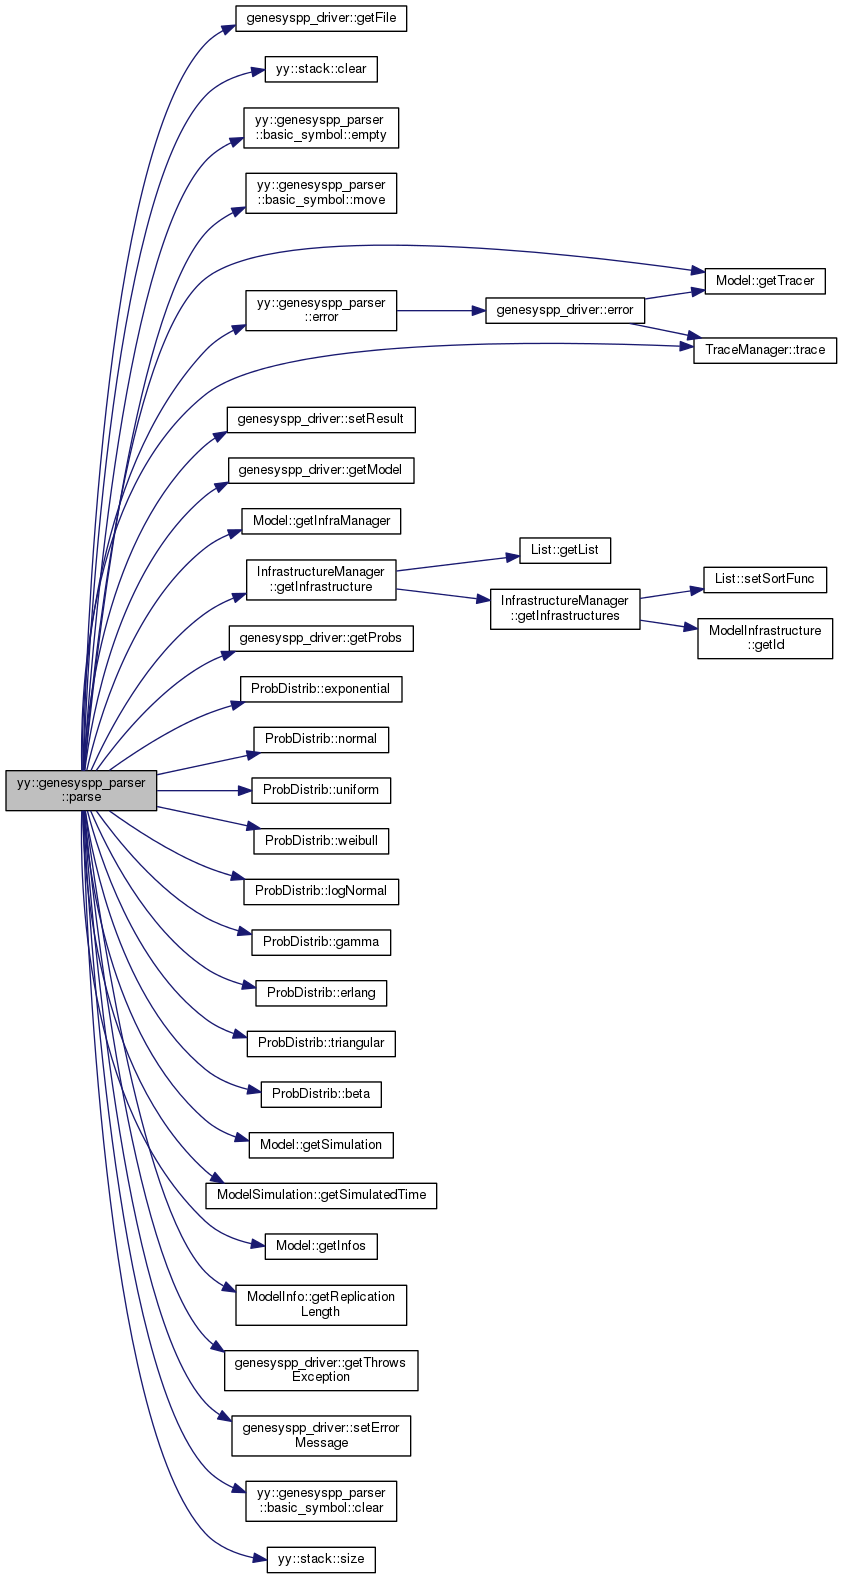 genesyspp_driver::getFile
yy::stack::clear
yy::genesyspp_parser
::basic_symbol::empty
yy::genesyspp_parser
::basic_symbol::move
Model::getTracer
yy::genesyspp_parser
::error
genesyspp_driver::error
TraceManager::trace
genesyspp_driver::setResult
genesyspp_driver::getModel
Model::getInfraManager
InfrastructureManager
::getInfrastructure
List::getList
InfrastructureManager
::getInfrastructures
List::setSortFunc
ModelInfrastructure
::getId
genesyspp_driver::getProbs
ProbDistrib::exponential
ProbDistrib::normal
yy::genesyspp_parser
::parse
ProbDistrib::uniform
ProbDistrib::weibull
ProbDistrib::logNormal
ProbDistrib::gamma
ProbDistrib::erlang
ProbDistrib::triangular
ProbDistrib::beta
Model::getSimulation
ModelSimulation::getSimulatedTime
Model::getInfos
ModelInfo::getReplication
Length
genesyspp_driver::getThrows
Exception
genesyspp_driver::setError
Message
yy::genesyspp_parser
::basic_symbol::clear
yy::stack::size